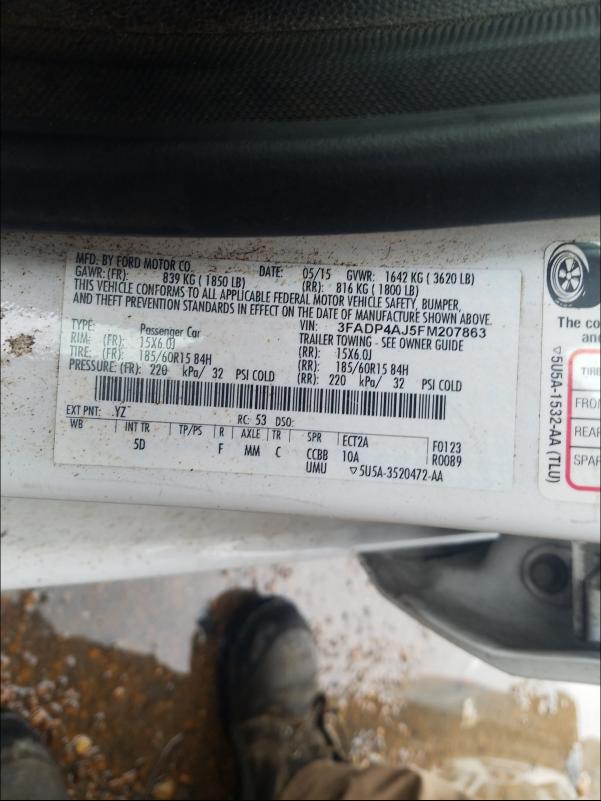 MFD. BY FORD MOTOR CO.
DATE: 05/15 GVWR: 1642 KG ( 3620 LB)
GAWR: (FR): 839 KG ( 1850 LB) (RR): 816 KG ( 1800 LB)
THIS VEHICLE CONFORMS TO ALL APPLICABLE FEDERAL MOTOR VEHICLE SAFETY, BUMPER,
AND THEFT PREVENTION STANDARDS IN EFFECT ON THE DATE OF MANUFACTURE SHOWN ABOVE.
VIN: 3FADP4AJ5FM207863
TYPE: Passenger Car TRAILER TOWING - SEE OWNER GUIDE
RIM: (FR): 15X6.0J (RR): 15X6.0J
TIRE: (FR): 185/60R15 84H (RR): 185/60R15 84H
PRESSURE: (FR): 220 kPa/ 32 PSI COLD (RR): 220 kPa/ 32 PSI COLD
EXT PNT: YZ RC: 53 DSO:
WB INT TR TP/PS R AXLE TR SPR ECT2A F0123
5D F MM C CCBB 10A R0089
UMU ▽5U5A-3520472-AA
The co
an
TIRE
FRO
REAR
SPAR
▽5U5A-1532-AA (TLU)